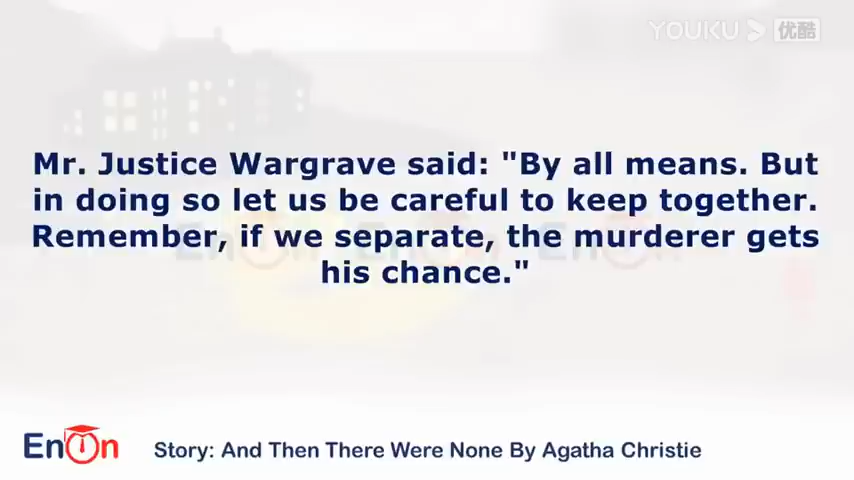 YOUKU 优酷
Mr. Justice Wargrave said: "By all means. But
in doing so let us be careful to keep together.
Remember, if we separate, the murderer gets
his chance."
EnOn
Story: And Then There Were None By Agatha Christie